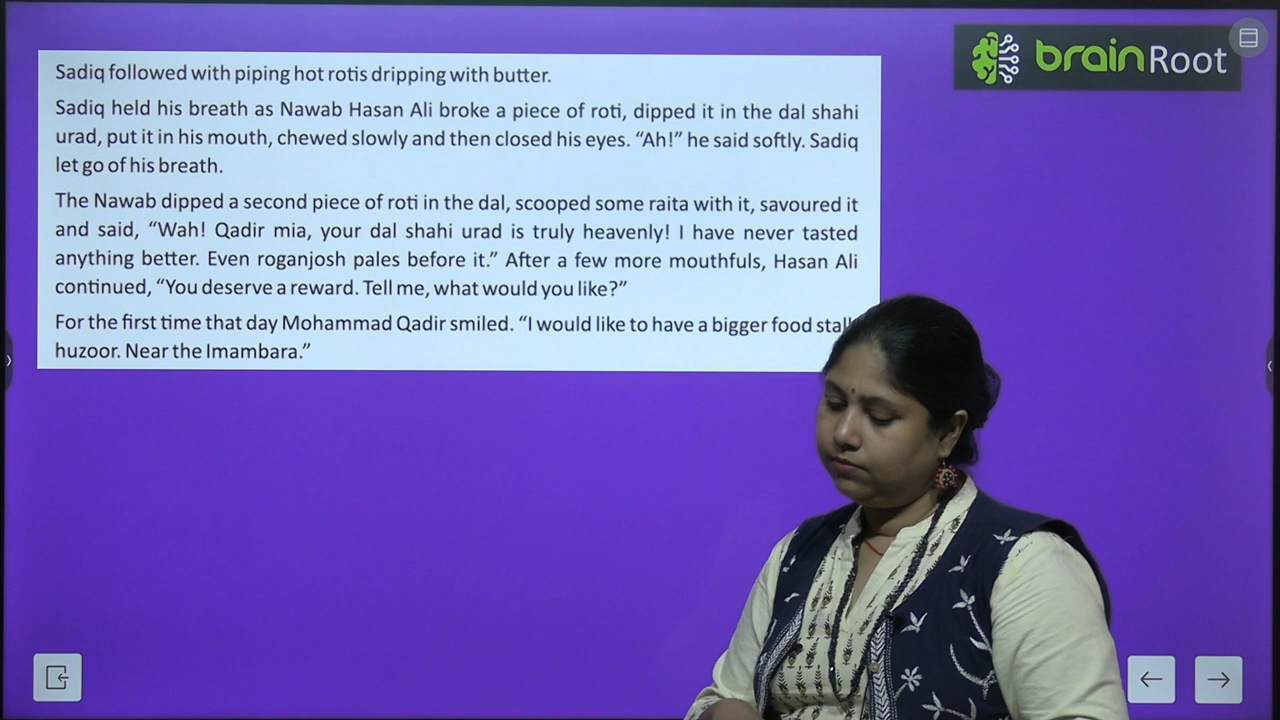 brainRoot
Sadiq followed with piping hot rotis dripping with butter.
Sadiq held his breath as Nawab Hasan Ali broke a piece of roti, dipped it in the dal shahi
urad, put it in his mouth, chewed slowly and then closed his eyes. “Ah!” he said softly. Sadiq
let go of his breath.
The Nawab dipped a second piece of roti in the dal, scooped some raita with it, savoured it
and said, “Wah! Qadir mia, your dal shahi urad is truly heavenly! I have never tasted
anything better. Even roganjosh pales before it.” After a few more mouthfuls, Hasan Ali
continued, “You deserve a reward. Tell me, what would you like?”
For the first time that day Mohammad Qadir smiled. “I would like to have a bigger food stall
huzoor. Near the Imambara.”